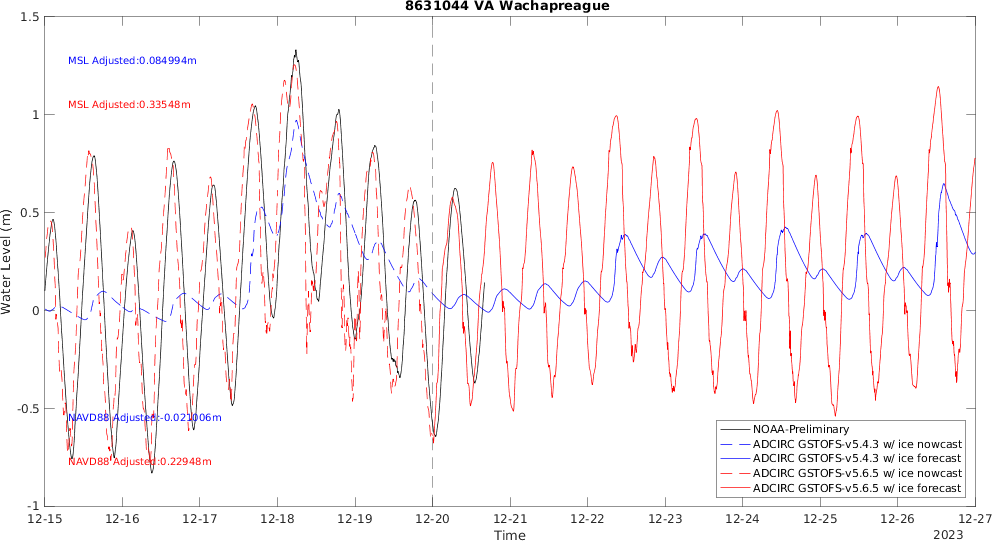 8631044 VA Wachapreague
1.5
1
0.5
0
-0.5
-1
Water Level (m)
MSL Adjusted:0.084994m
MSL Adjusted:0.33548m
NAVD88 Adjusted:-0.021006m
NAVD88 Adjusted:0.22948m
NOAA-Preliminary
ADCIRC GSTOFS-v5.4.3 w/ ice nowcast
ADCIRC GSTOFS-v5.4.3 w/ ice forecast
ADCIRC GSTOFS-v5.6.5 w/ ice nowcast
ADCIRC GSTOFS-v5.6.5 w/ ice forecast
12-15 12-16 12-17 12-18 12-19 12-20 12-21 12-22 12-23 12-24 12-25 12-26 12-27
Time
2023